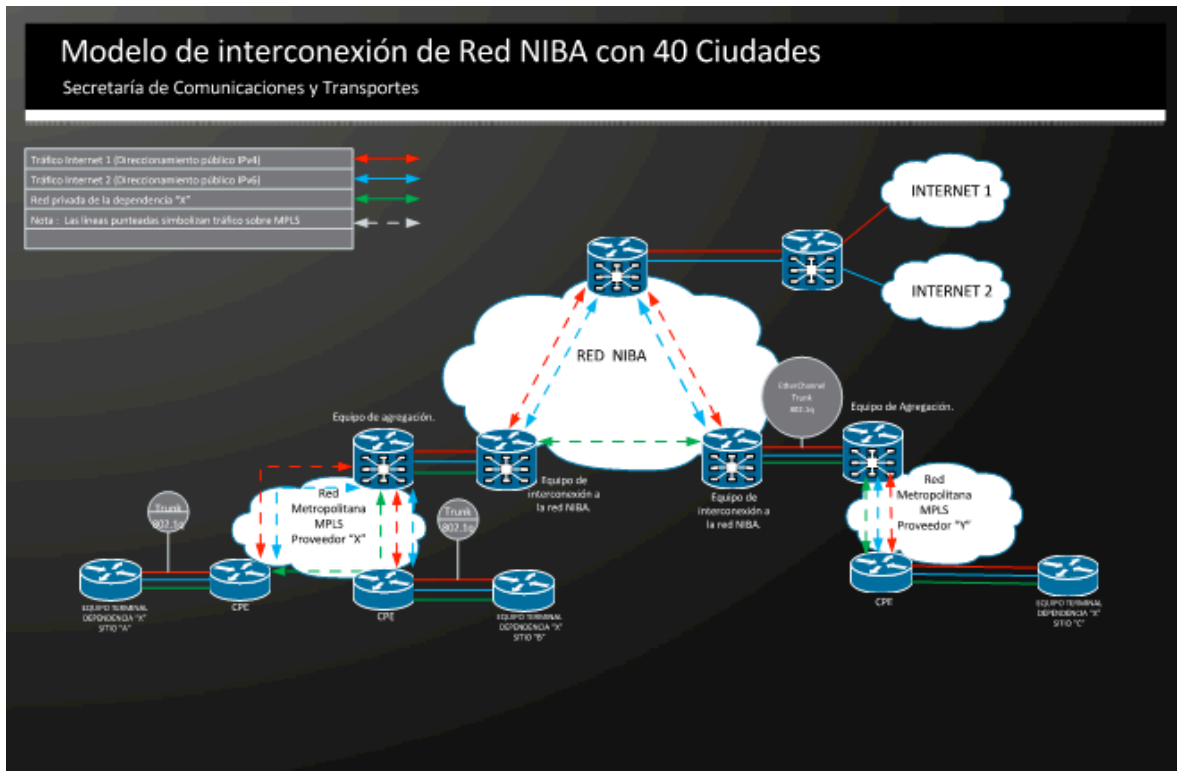 Modelo de interconexión de Red NIBA con 40 Ciudades
Secretaría de Comunicaciones y Transportes
Tráfico Internet 1 (Direccionamiento público IPv4)
Tráfico Internet 2 (Direccionamiento público IPv6)
Red privada de la dependencia "X"
Nota : Las líneas punteadas simbolizan tráfico sobre MPLS
INTERNET 1
INTERNET 2
RED NIBA
EtherChannel
Trunk
802.1q
Equipo de agregación.
Equipo de Agregación.
Equipo de
interconexión a
la red NIBA.
Equipo de
interconexión a
la red NIBA.
Red
Metropolitana
MPLS
Proveedor "X"
Red
Metropolitana
MPLS
Proveedor "Y"
Trunk
802.1q
Trunk
802.1q
CPE
CPE
CPE
EQUIPO TERMINAL
DEPENDENCIA "X"
SITIO "A"
EQUIPO TERMINAL
DEPENDENCIA "X"
SITIO "B"
EQUIPO TERMINAL
DEPENDENCIA "X"
SITIO "C"